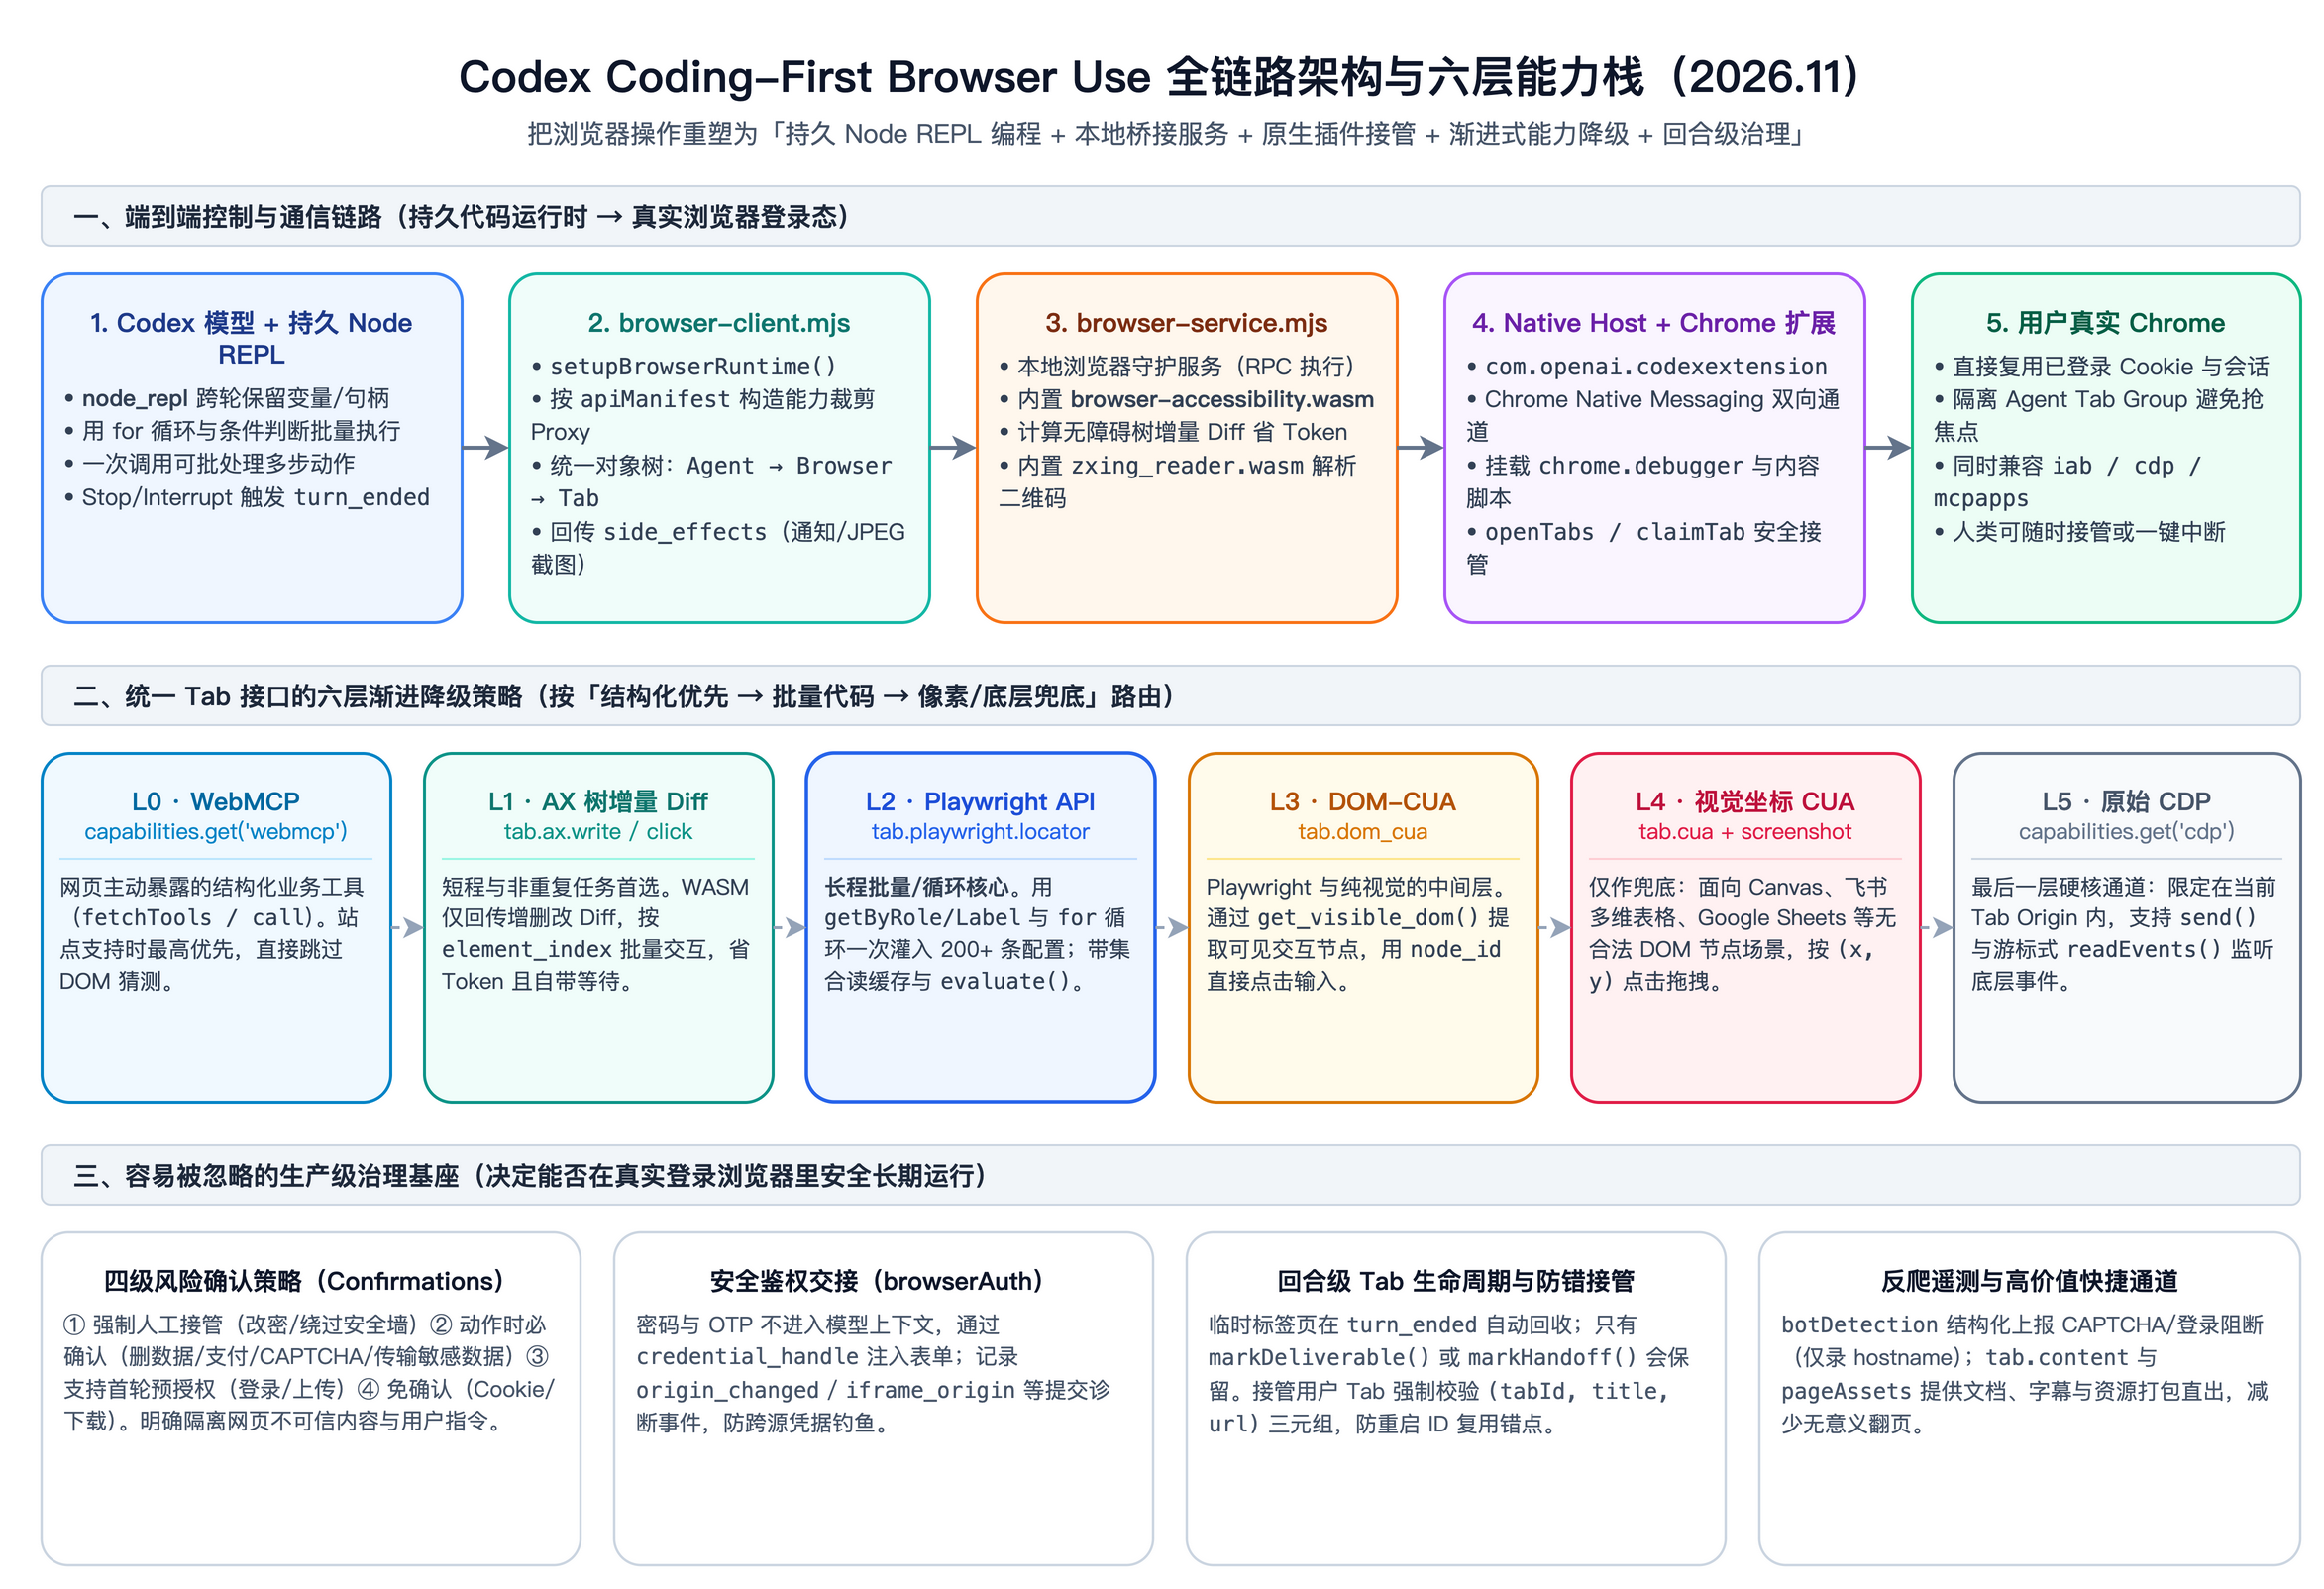 Codex Coding–First Browser Use 全链路架构与六层能力栈（2026.11）
把浏览器操作重塑为「持久 Node REPL 编程 + 本地桥接服务 + 原生插件接管 + 渐进式能力降级 + 回合级治理」
一、端到端控制与通信链路（持久代码运行时 → 真实浏览器登录态）
1. Codex 模型 + 持久 Node
REPL
• node_repl 跨轮保留变量/句柄
• 用 for 循环与条件判断批量执行
• 一次调用可批处理多步动作
• Stop/Interrupt 触发 turn_ended
2. browser–client.mjs
• setupBrowserRuntime()
• 按 apiManifest 构造能力裁剪
Proxy
• 统一对象树：Agent → Browser
→ Tab
• 回传 side_effects（通知/JPEG
截图）
3. browser–service.mjs
• 本地浏览器守护服务（RPC 执行）
• 内置 browser–accessibility.wasm
• 计算无障碍树增量 Diff 省 Token
• 内置 zxing_reader.wasm 解析
二维码
4. Native Host + Chrome 扩展
• com.openai.codexextension
• Chrome Native Messaging 双向通
道
• 挂载 chrome.debugger 与内容
脚本
• openTabs / claimTab 安全接
管
5. 用户真实 Chrome
• 直接复用已登录 Cookie 与会话
• 隔离 Agent Tab Group 避免抢
焦点
• 同时兼容 iab / cdp /
mcpapps
• 人类可随时接管或一键中断
二、统一 Tab 接口的六层渐进降级策略（按「结构化优先 → 批量代码 → 像素/底层兜底」路由）
L0 · WebMCP
capabilities.get('webmcp')
网页主动暴露的结构化业务工具
（fetchTools / call）。站
点支持时最高优先，直接跳过
DOM 猜测。
L1 · AX 树增量 Diff
tab.ax.write / click
短程与非重复任务首选。WASM
仅回传增删改 Diff，按
element_index 批量交互，省
Token 且自带等待。
L2 · Playwright API
tab.playwright.locator
长程批量/循环核心。用
getByRole/Label 与 for 循
环一次灌入 200+ 条配置；带集
合读缓存与 evaluate()。
L3 · DOM–CUA
tab.dom_cua
Playwright 与纯视觉的中间层。
通过 get_visible_dom() 提
取可见交互节点，用 node_id
直接点击输入。
L4 · 视觉坐标 CUA
tab.cua + screenshot
仅作兜底：面向 Canvas、飞书
多维表格、Google Sheets 等无
合法 DOM 节点场景，按 (x,
y) 点击拖拽。
L5 · 原始 CDP
capabilities.get('cdp')
最后一层硬核通道：限定在当前
Tab Origin 内，支持 send()
与游标式 readEvents() 监听
底层事件。
三、容易被忽略的生产级治理基座（决定能否在真实登录浏览器里安全长期运行）
四级风险确认策略（Confirmations）
① 强制人工接管（改密/绕过安全墙）② 动作时必
确认（删数据/支付/CAPTCHA/传输敏感数据）③
支持首轮预授权（登录/上传）④ 免确认（Cookie/
下载）。明确隔离网页不可信内容与用户指令。
安全鉴权交接（browserAuth）
密码与 OTP 不进入模型上下文，通过
credential_handle 注入表单；记录
origin_changed / iframe_origin 等提交诊
断事件，防跨源凭据钓鱼。
回合级 Tab 生命周期与防错接管
临时标签页在 turn_ended 自动回收；只有
markDeliverable() 或 markHandoff() 会保
留。接管用户 Tab 强制校验 (tabId, title,
url) 三元组，防重启 ID 复用错点。
反爬遥测与高价值快捷通道
botDetection 结构化上报 CAPTCHA/登录阻断
（仅录 hostname）；tab.content 与
pageAssets 提供文档、字幕与资源打包直出，减
少无意义翻页。